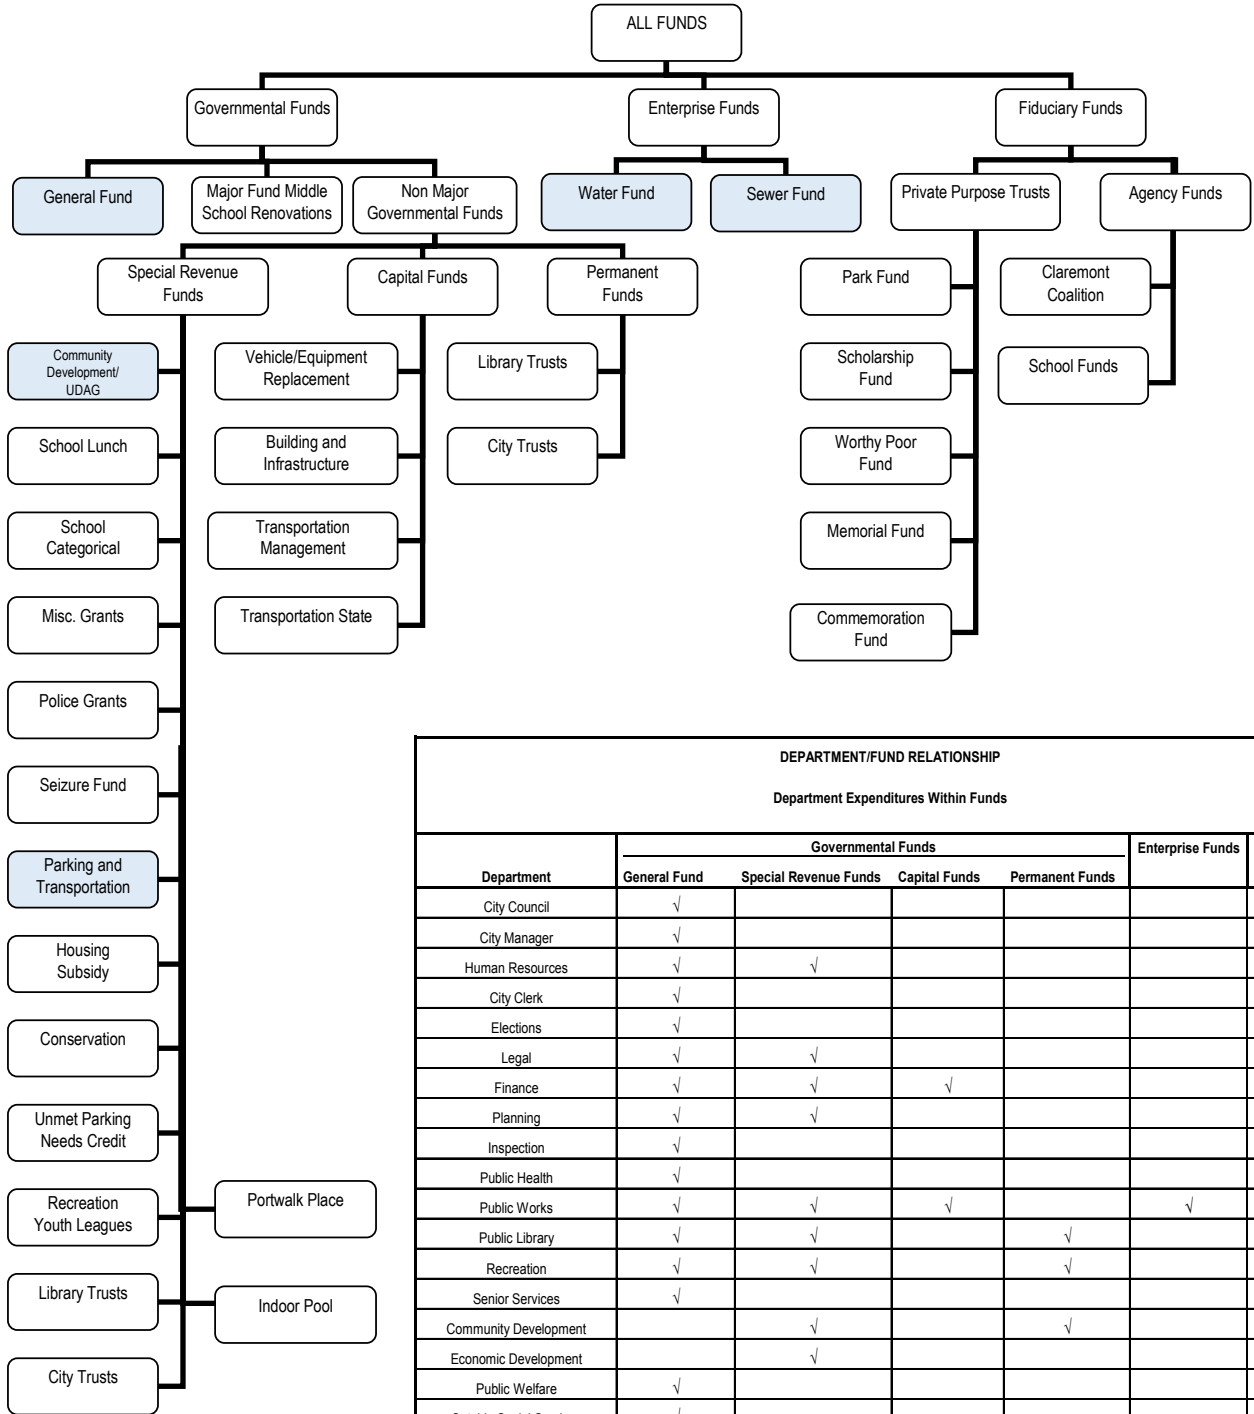 ALL FUNDS
Governmental Funds
Enterprise Funds
Fiduciary Funds
General Fund
Major Fund Middle
School Renovations
Non Major
Governmental Funds
Water Fund
Sewer Fund
Private Purpose Trusts
Agency Funds
Special Revenue
Funds
Capital Funds
Permanent
Funds
Park Fund
Claremont
Coalition
Community
Development/
UDAG
Vehicle/Equipment
Replacement
Library Trusts
Scholarship
Fund
School Funds
School Lunch
Building and
Infrastructure
City Trusts
Worthy Poor
Fund
School
Categorical
Transportation
Management
Memorial Fund
Misc. Grants
Transportation State
Commemoration
Fund
Police Grants
Seizure Fund
Parking and
Transportation
Housing
Subsidy
Conservation
Unmet Parking
Needs Credit
Recreation
Youth Leagues
Portwalk Place
Library Trusts
Indoor Pool
City Trusts
DEPARTMENT/FUND RELATIONSHIP
Department Expenditures Within Funds
Governmental Funds Enterprise Funds
Department General Fund Special Revenue Funds Capital Funds Permanent Funds
City Council √
City Manager √
Human Resources √ √
City Clerk √
Elections √
Legal √ √
Finance √ √ √
Planning √ √
Inspection √
Public Health √
Public Works √ √ √ √
Public Library √ √ √
Recreation √ √ √
Senior Services √
Community Development √ √
Economic Development √
Public Welfare √
√